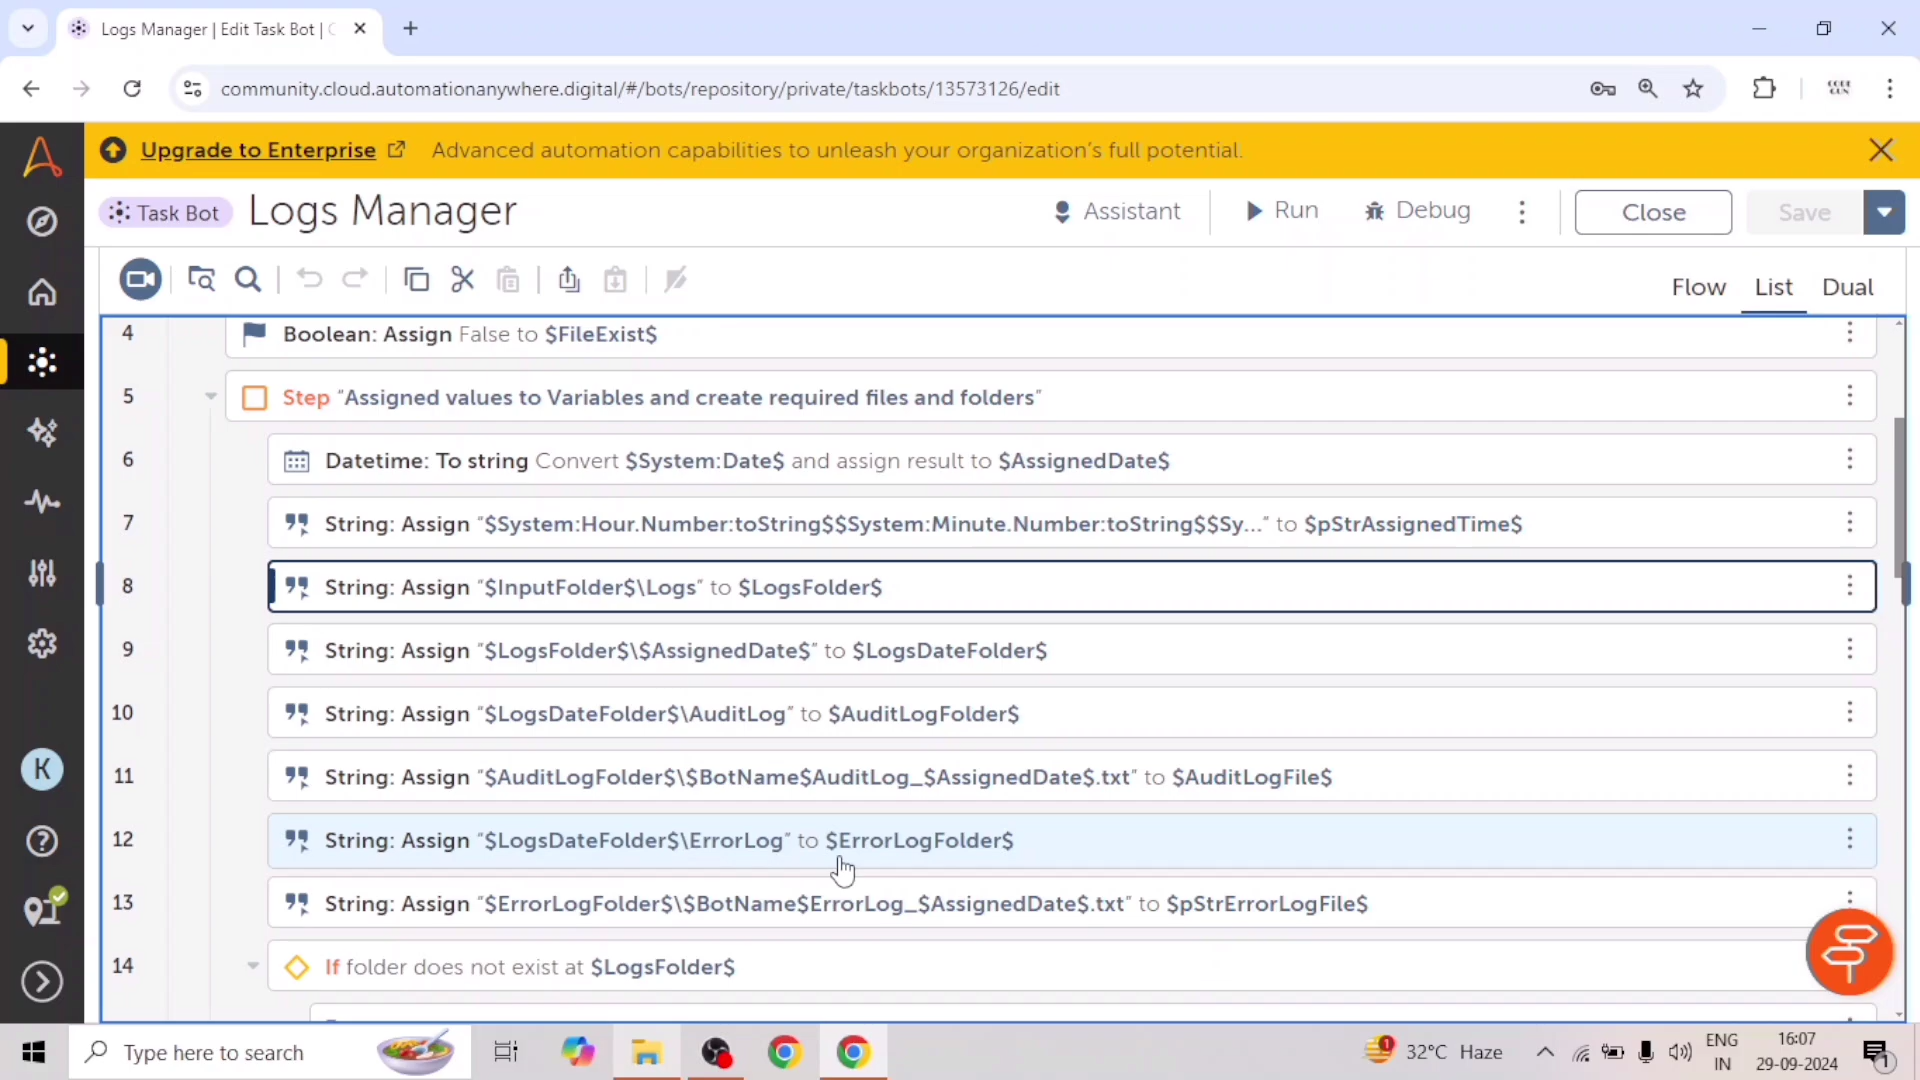 Logs Manager | Edit Task Bot |
community.cloud.automationanywhere.digital/#/bots/repository/private/taskbots/13573126/edit
Upgrade to Enterprise Advanced automation capabilities to unleash your organization's full potential.
Task Bot Logs Manager Assistant Run Debug Close Save
Flow List Dual
4 Boolean: Assign False to $FileExist$
5 Step “Assigned values to Variables and create required files and folders”
6 Datetime: To string Convert $System:Date$ and assign result to $AssignedDate$
7 String: Assign “$System:Hour.Number:toString$$System:Minute.Number:toString$$Sy...” to $pStrAssignedTime$
8 String: Assign “$InputFolder$\Logs” to $LogsFolder$
9 String: Assign “$LogsFolder$\$AssignedDate$” to $LogsDateFolder$
10 String: Assign “$LogsDateFolder$\AuditLog” to $AuditLogFolder$
11 String: Assign “$AuditLogFolder$\$BotName$AuditLog_$AssignedDate$.txt” to $AuditLogFile$
12 String: Assign “$LogsDateFolder$\ErrorLog” to $ErrorLogFolder$
13 String: Assign “$ErrorLogFolder$\$BotName$ErrorLog_$AssignedDate$.txt” to $pStrErrorLogFile$
14 If folder does not exist at $LogsFolder$
K
Type here to search 1 32°C Haze ENG 16:07
IN 29-09-2024 1